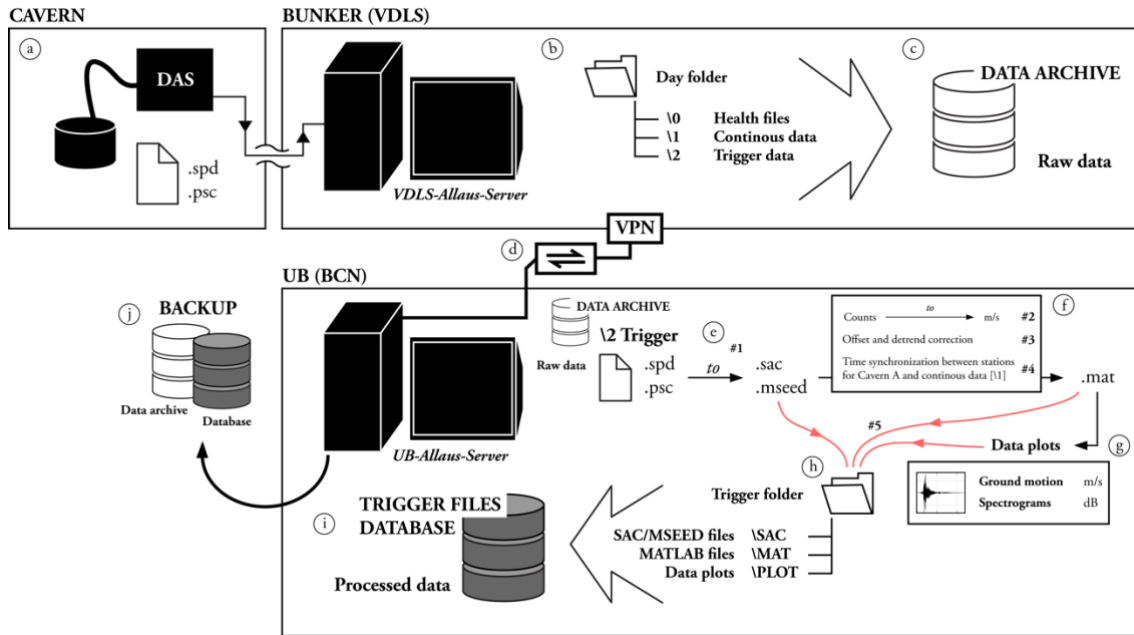 CAVERN
BUNKER (VDLS)
a
DAS
.spd
.psc
VDLS-Allaus-Server
b
Day folder
\0 Health files
\1 Continous data
\2 Trigger data
c
DATA ARCHIVE
Raw data
VPN
d
UB (BCN)
j
BACKUP
Data archive
Database
UB-Allaus-Server
DATA ARCHIVE
Raw data
\2 Trigger
.spd
.psc
e
to
#1
.sac
.mseed
f
Counts to m/s #2
Offset and detrend correction #3
Time synchronization between stations
for Cavern A and continous data [\1] #4
.mat
#5
Data plots
g
Ground motion m/s
Spectrograms dB
h
Trigger folder
SAC/MSEED files \SAC
MATLAB files \MAT
Data plots \PLOT
i
TRIGGER FILES
DATABASE
Processed data